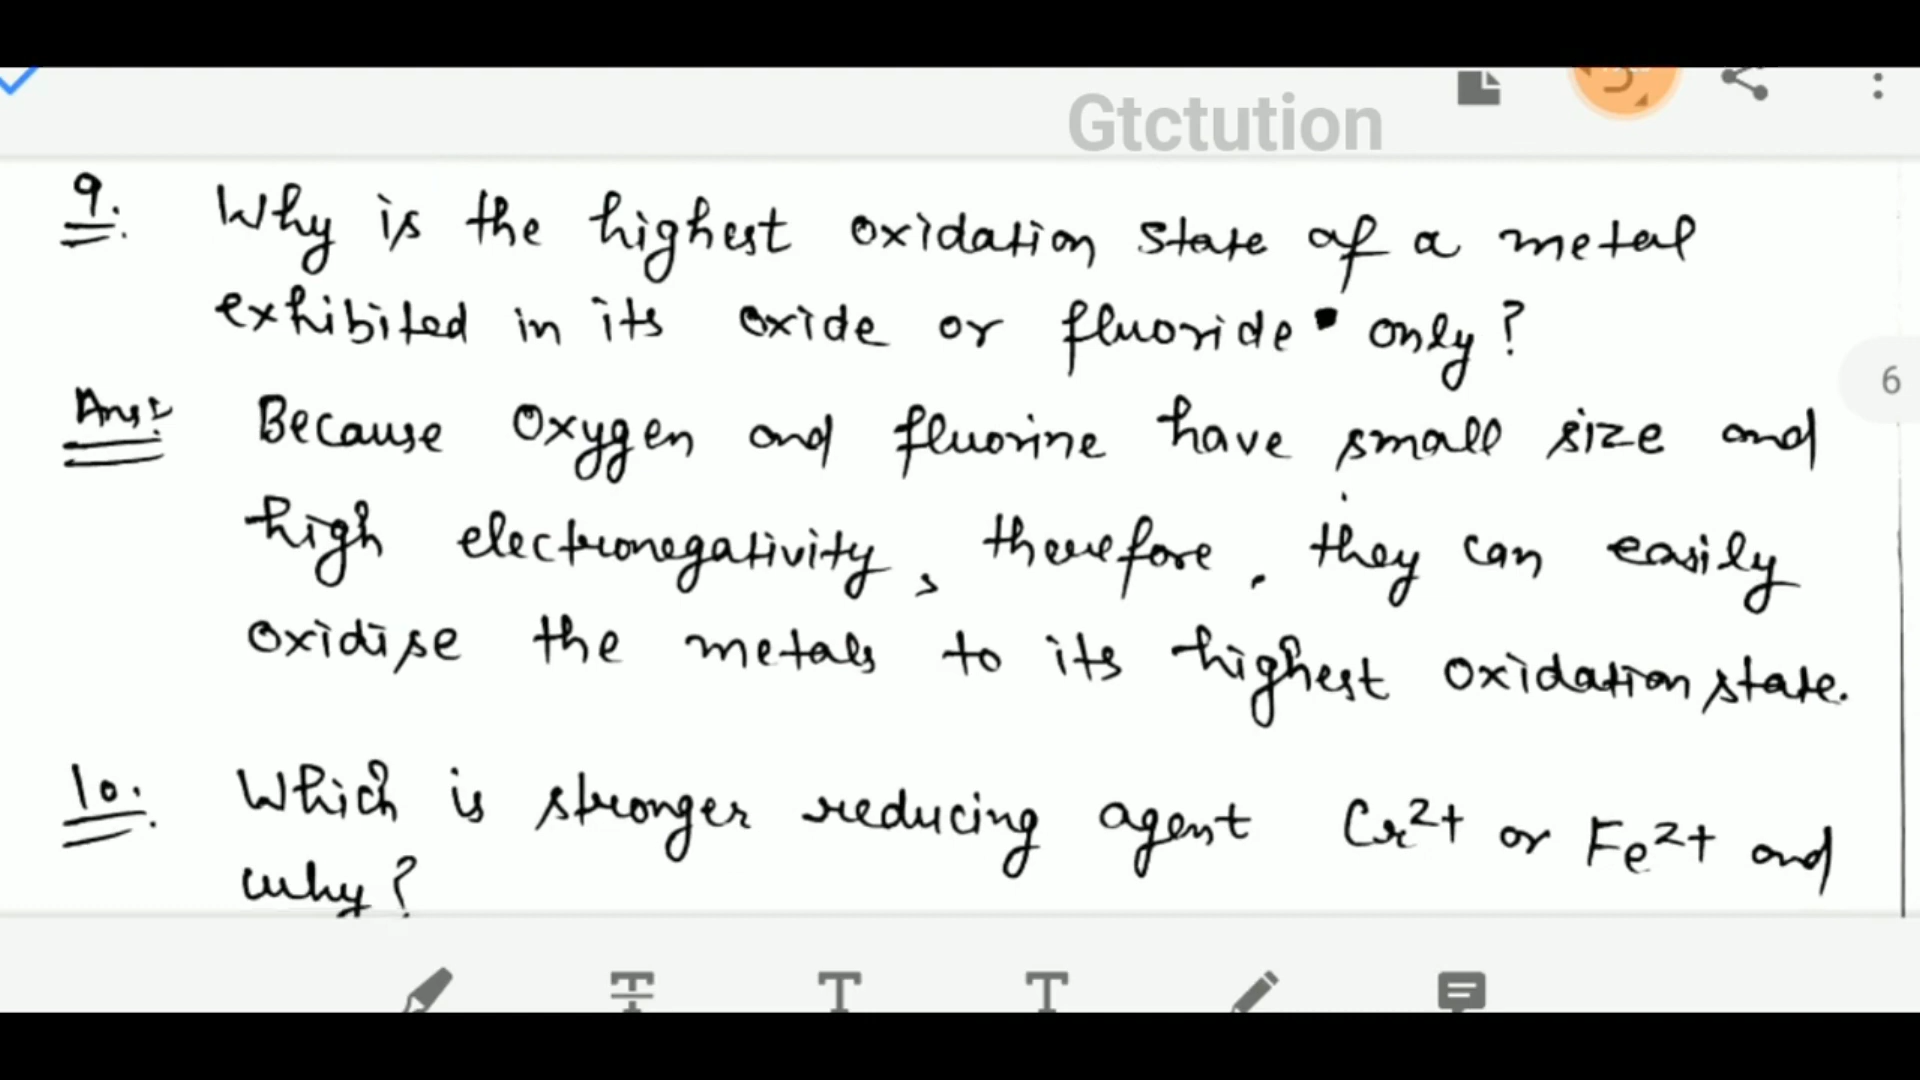 Gtctution
9. Why is the highest oxidation state of a metal
exhibited in its oxide or fluoride only?
Ans: Because Oxygen and fluorine have small size and
high electronegativity, therefore, they can easily
oxidise the metals to its highest oxidation state.
10. Which is stronger reducing agent Cr²⁺ or Fe²⁺ and
why?
6
T
T
T